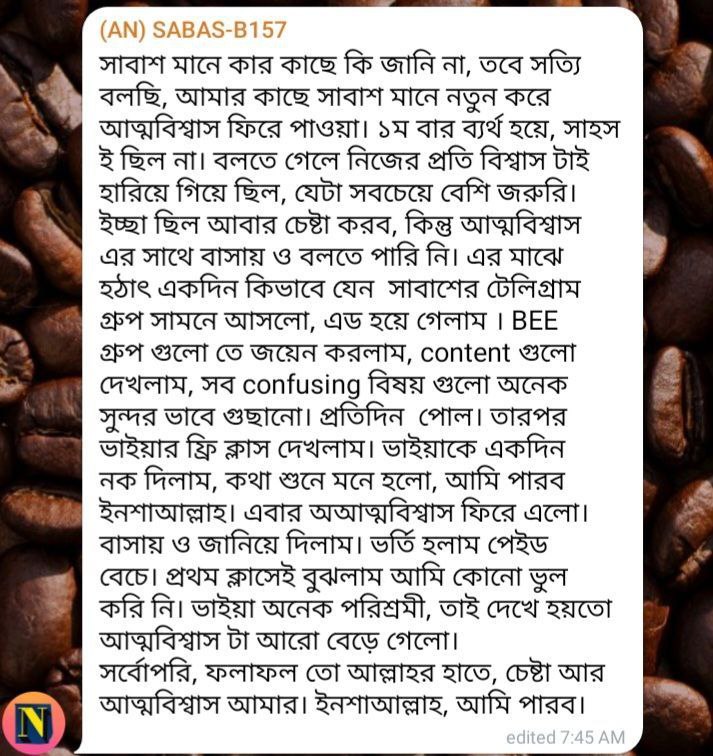 (AN) SABAS-B157
সাবাশ মানে কার কাছে কি জানি না, তবে সত্যি
বলছি, আমার কাছে সাবাশ মানে নতুন করে
আত্মবিশ্বাস ফিরে পাওয়া। ১ম বার ব্যর্থ হয়ে, সাহস
ই ছিল না। বলতে গেলে নিজের প্রতি বিশ্বাস টাই
হারিয়ে গিয়ে ছিল, যেটা সবচেয়ে বেশি জরুরি।
ইচ্ছা ছিল আবার চেষ্টা করব, কিন্তু আত্মবিশ্বাস
এর সাথে বাসায় ও বলতে পারি নি। এর মাঝে
হঠাৎ একদিন কিভাবে যেন সাবাশের টেলিগ্রাম
গ্রুপ সামনে আসলো, এড হয়ে গেলাম । BEE
গ্রুপ গুলো তে জয়েন করলাম, content গুলো
দেখলাম, সব confusing বিষয় গুলো অনেক
সুন্দর ভাবে গুছানো। প্রতিদিন পোল। তারপর
ভাইয়ার ফ্রি ক্লাস দেখলাম। ভাইয়াকে একদিন
নক দিলাম, কথা শুনে মনে হলো, আমি পারব
ইনশাআল্লাহ। এবার অআত্মবিশ্বাস ফিরে এলো।
বাসায় ও জানিয়ে দিলাম। ভর্তি হলাম পেইড
বেচে। প্রথম ক্লাসেই বুঝলাম আমি কোনো ভুল
করি নি। ভাইয়া অনেক পরিশ্রমী, তাই দেখে হয়তো
আত্মবিশ্বাস টা আরো বেড়ে গেলো।
সর্বোপরি, ফলাফল তো আল্লাহর হাতে, চেষ্টা আর
আত্মবিশ্বাস আমার। ইনশাআল্লাহ, আমি পারব।
edited 7:45 AM
N